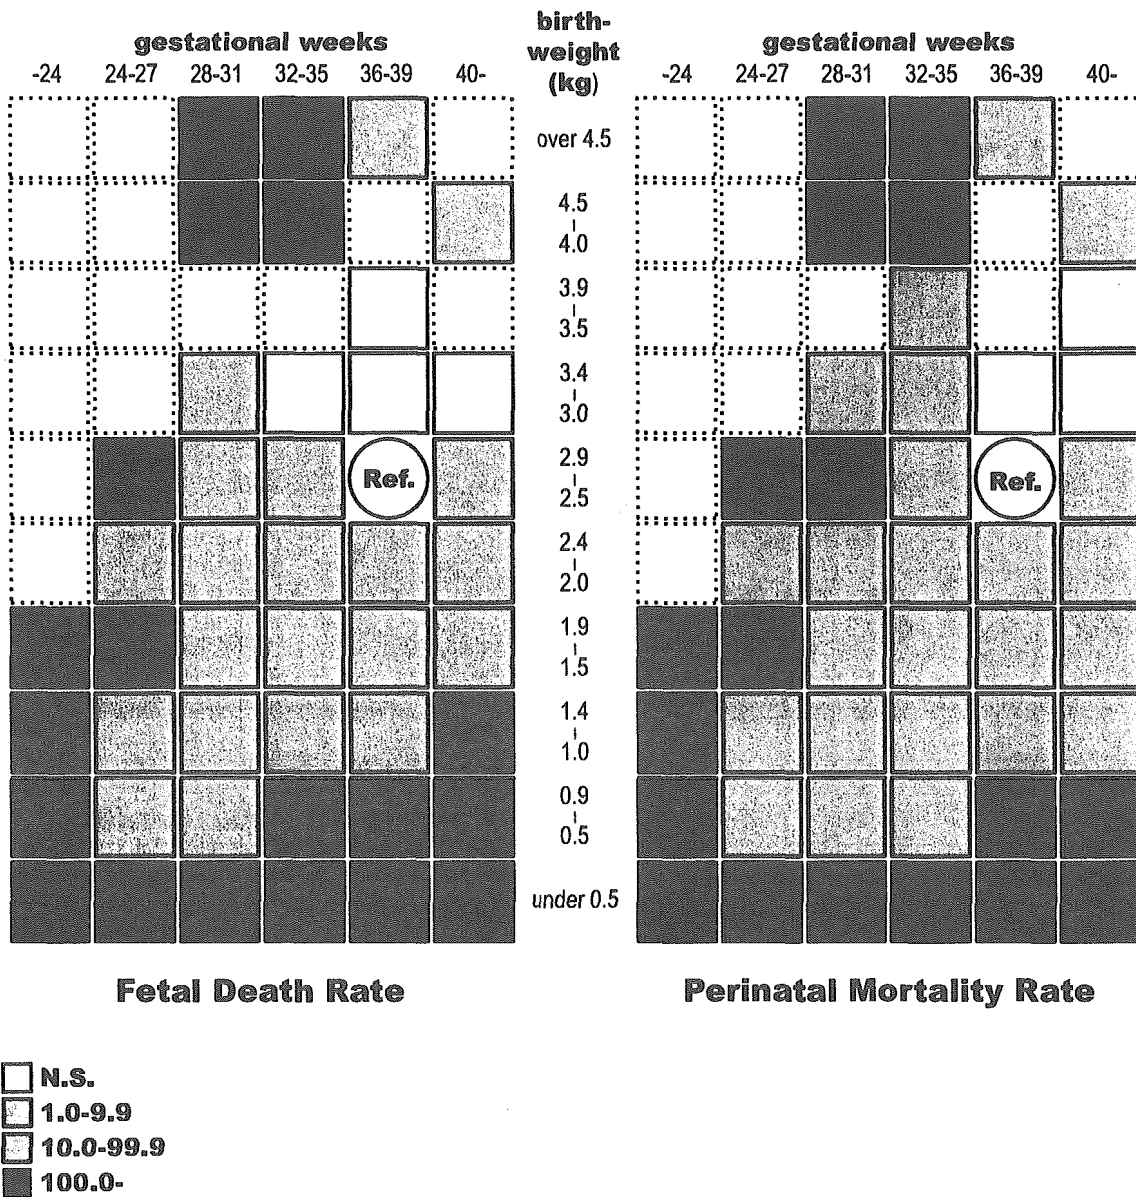 gestational weeks
-24 24-27 28-31 32-35 36-39 40-
birth-
weight
(kg)
gestational weeks
-24 24-27 28-31 32-35 36-39 40-
over 4.5
4.5
|
4.0
3.9
|
3.5
3.4
|
3.0
Ref.
2.9
|
2.5
Ref.
2.4
|
2.0
1.9
|
1.5
1.4
|
1.0
0.9
|
0.5
under 0.5
Fetal Death Rate
Perinatal Mortality Rate
N.S.
1.0-9.9
10.0-99.9
100.0-